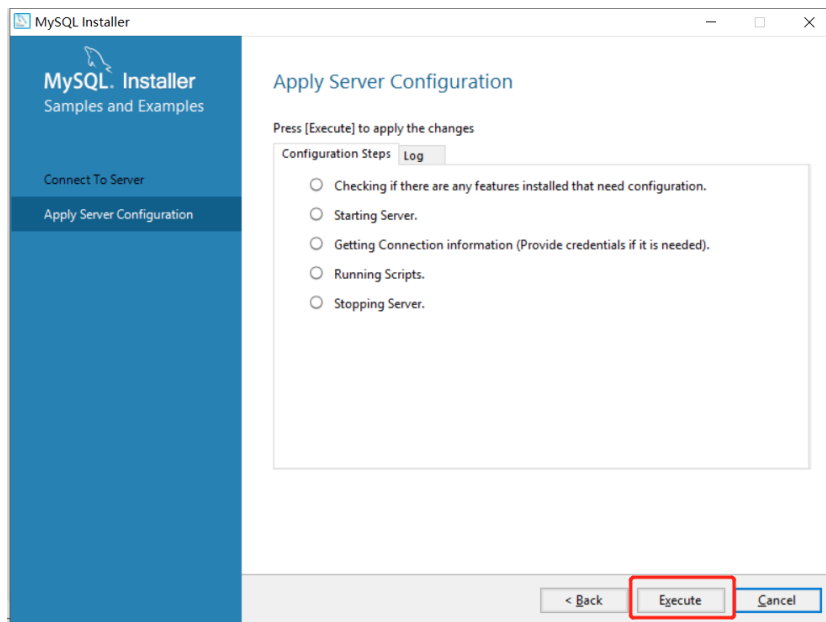 MySQL Installer
MySQL. Installer
Samples and Examples
Connect To Server
Apply Server Configuration
Apply Server Configuration
Press [Execute] to apply the changes
Configuration Steps
Log
Checking if there are any features installed that need configuration.
Starting Server.
Getting Connection information (Provide credentials if it is needed).
Running Scripts.
Stopping Server.
< Back
Execute
Cancel